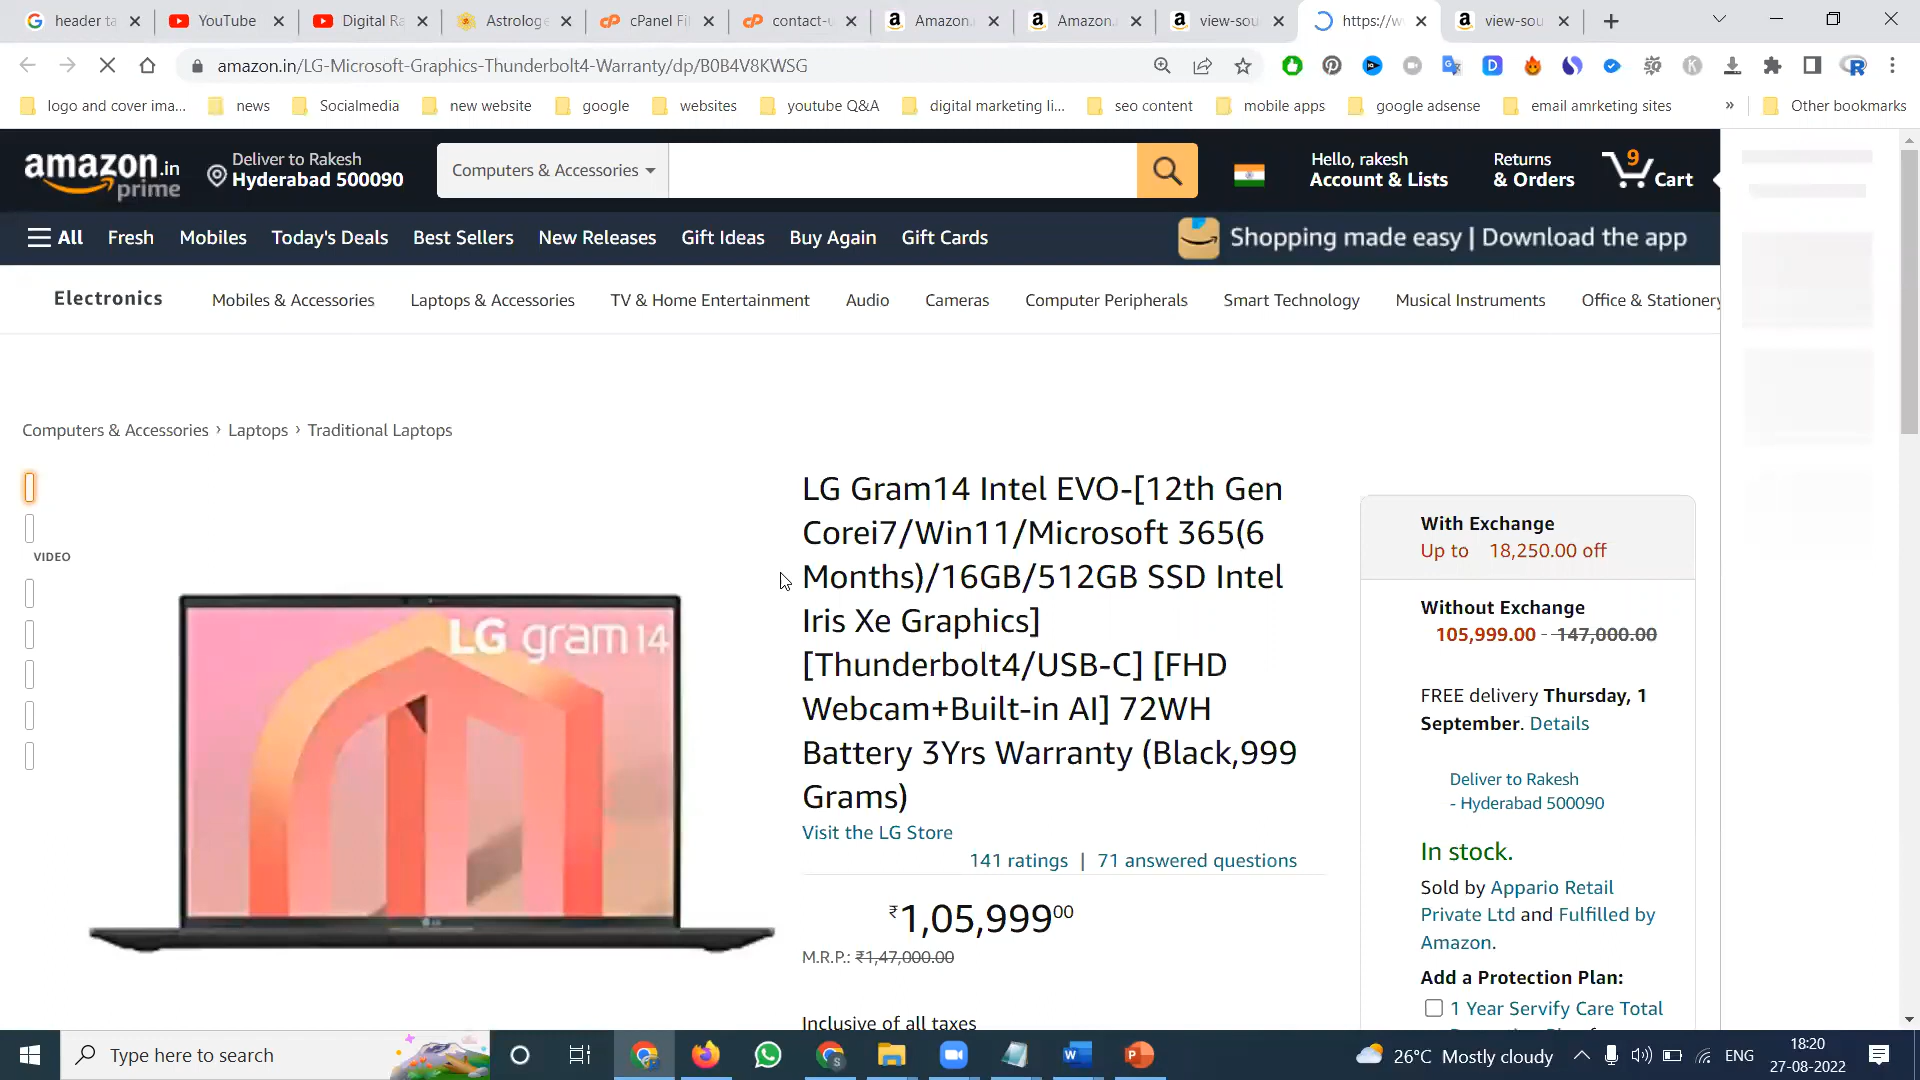 header ta
YouTube
Digital Ra
Astrologe
cPanel Fil
contact-u
Amazon.
Amazon.
view-sou
https://w
view-sou
amazon.in/LG-Microsoft-Graphics-Thunderbolt4-Warranty/dp/B0B4V8KWSG
logo and cover ima...
news
Socialmedia
new website
google
websites
youtube Q&A
digital marketing li...
seo content
mobile apps
google adsense
email amrketing sites
»
Other bookmarks
amazon.in
prime
Deliver to Rakesh
Hyderabad 500090
Computers & Accessories
Hello, rakesh
Account & Lists
Returns
& Orders
9
Cart
All
Fresh
Mobiles
Today's Deals
Best Sellers
New Releases
Gift Ideas
Buy Again
Gift Cards
Shopping made easy | Download the app
Electronics
Mobiles & Accessories
Laptops & Accessories
TV & Home Entertainment
Audio
Cameras
Computer Peripherals
Smart Technology
Musical Instruments
Office & Stationery
Computers & Accessories › Laptops › Traditional Laptops
VIDEO
LG gram 14
LG
LG Gram14 Intel EVO-[12th Gen
Corei7/Win11/Microsoft 365(6
Months)/16GB/512GB SSD Intel
Iris Xe Graphics]
[Thunderbolt4/USB-C] [FHD
Webcam+Built-in AI] 72WH
Battery 3Yrs Warranty (Black,999
Grams)
Visit the LG Store
141 ratings | 71 answered questions
₹1,05,99900
M.R.P.: ₹1,47,000.00
Inclusive of all taxes
With Exchange
Up to 18,250.00 off
Without Exchange
105,999.00 - 147,000.00
FREE delivery Thursday, 1
September. Details
Deliver to Rakesh
- Hyderabad 500090
In stock.
Sold by Appario Retail
Private Ltd and Fulfilled by
Amazon.
Add a Protection Plan:
1 Year Servify Care Total
Type here to search
26°C Mostly cloudy
ENG
18:20
27-08-2022